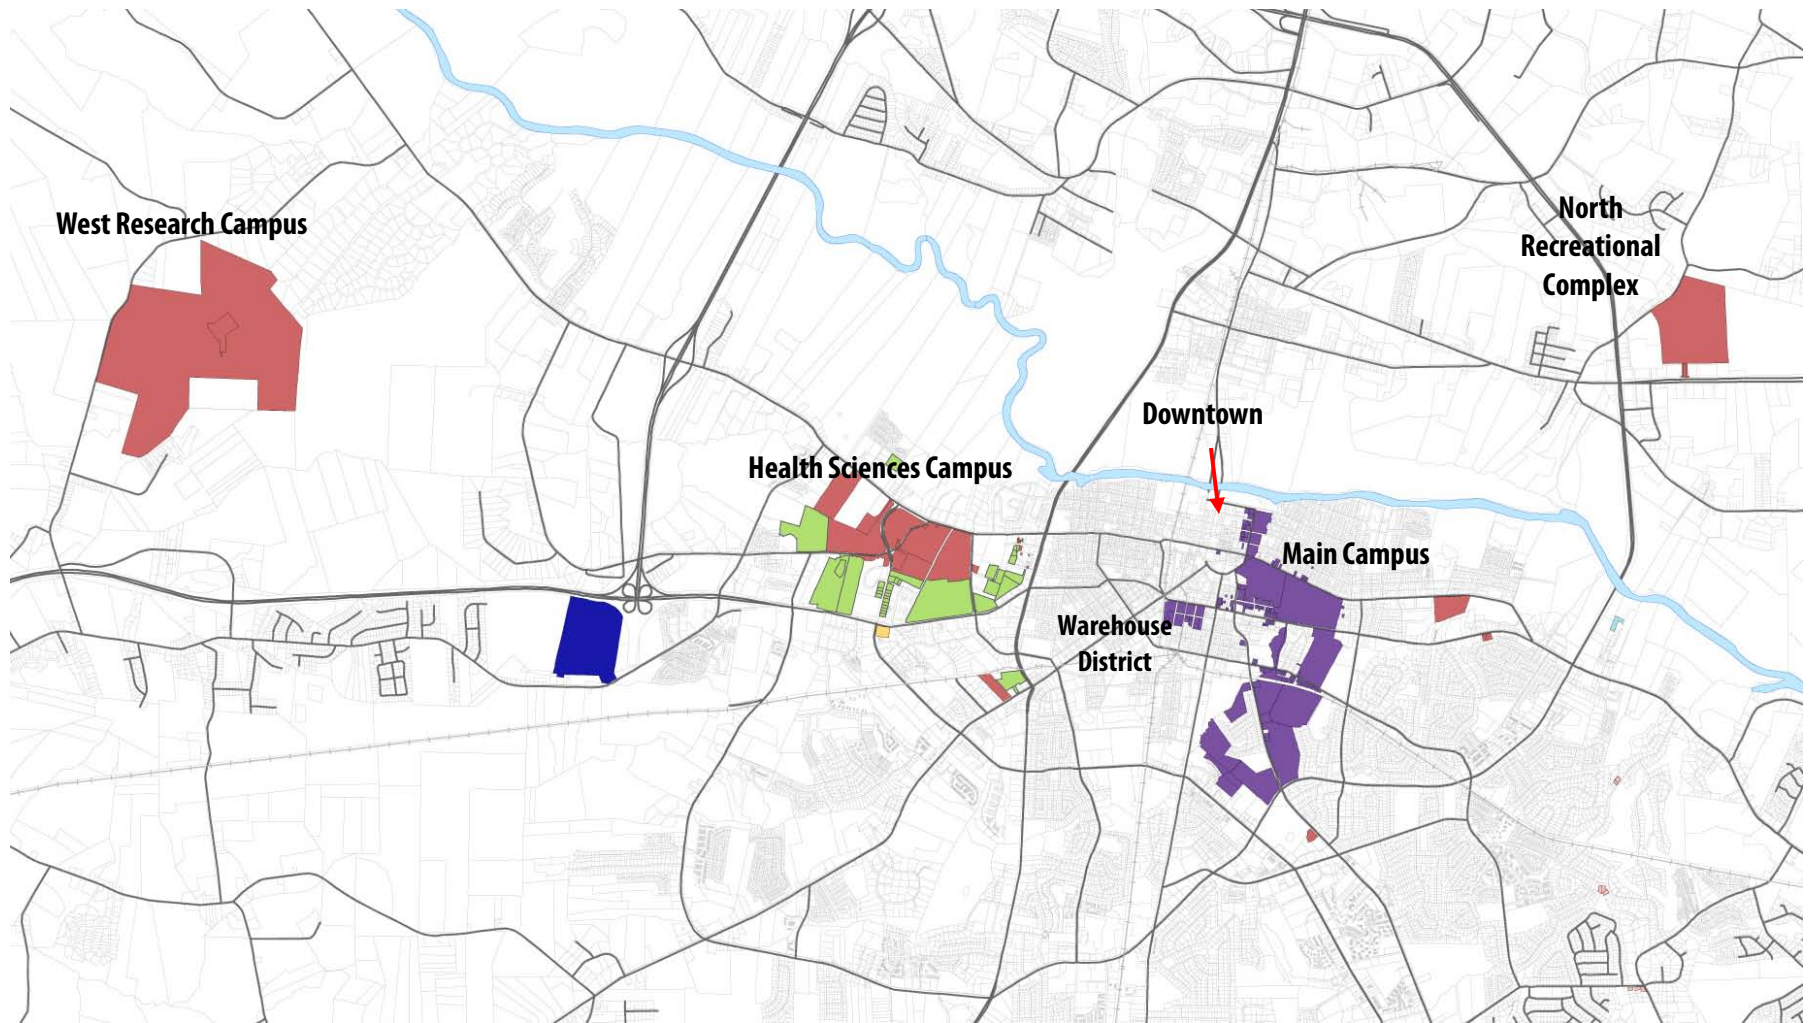 West Research Campus
North
Recreational
Complex
Downtown
Health Sciences Campus
Main Campus
Warehouse
District